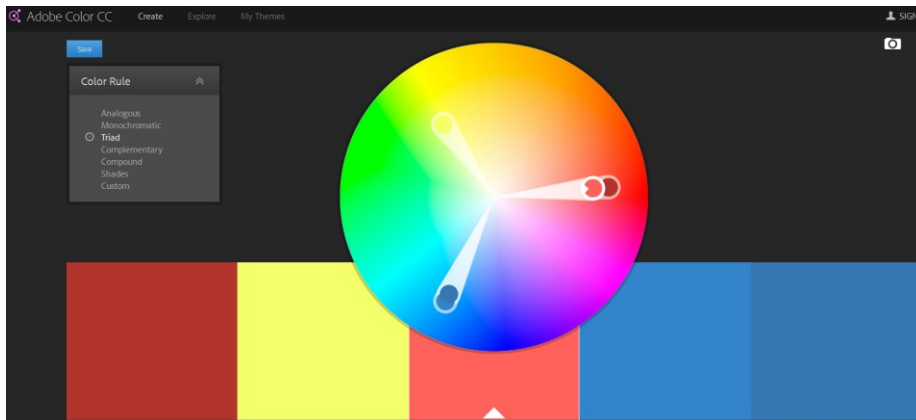 Adobe Color CC Create Explore My Themes SIGN
Save
Color Rule
Analogous
Monochromatic
Triad
Complementary
Compound
Shades
Custom